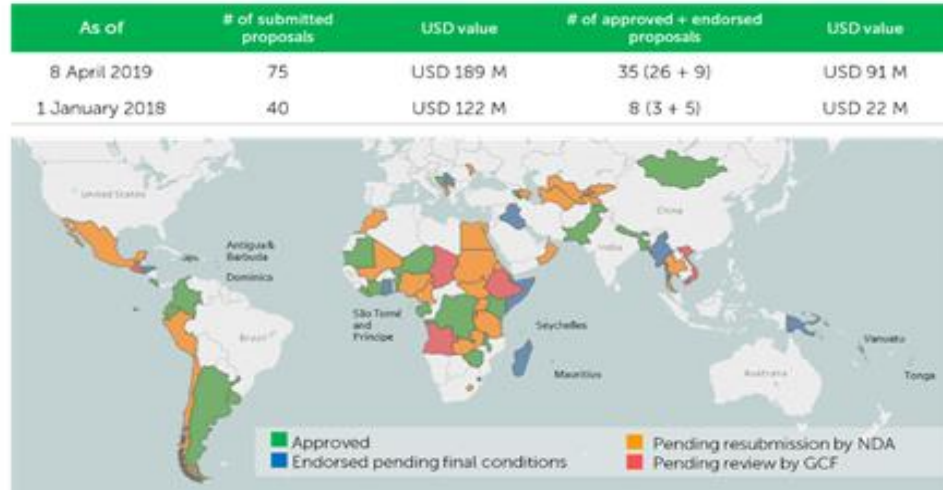 As of # of submitted proposals USD value # of approved + endorsed proposals USD value
8 April 2019 75 USD 189 M 35 (26 + 9) USD 91 M
1 January 2018 40 USD 122 M 8 (3 + 5) USD 22 M
United States
China
India
Antigua&
Barbuda
Dominica
Brazil
São Tomé
and
Príncipe
Seychelles
Mauritius
Australia
Vanuatu
Tonga
Approved
Endorsed pending final conditions
Pending resubmission by NDA
Pending review by GCF